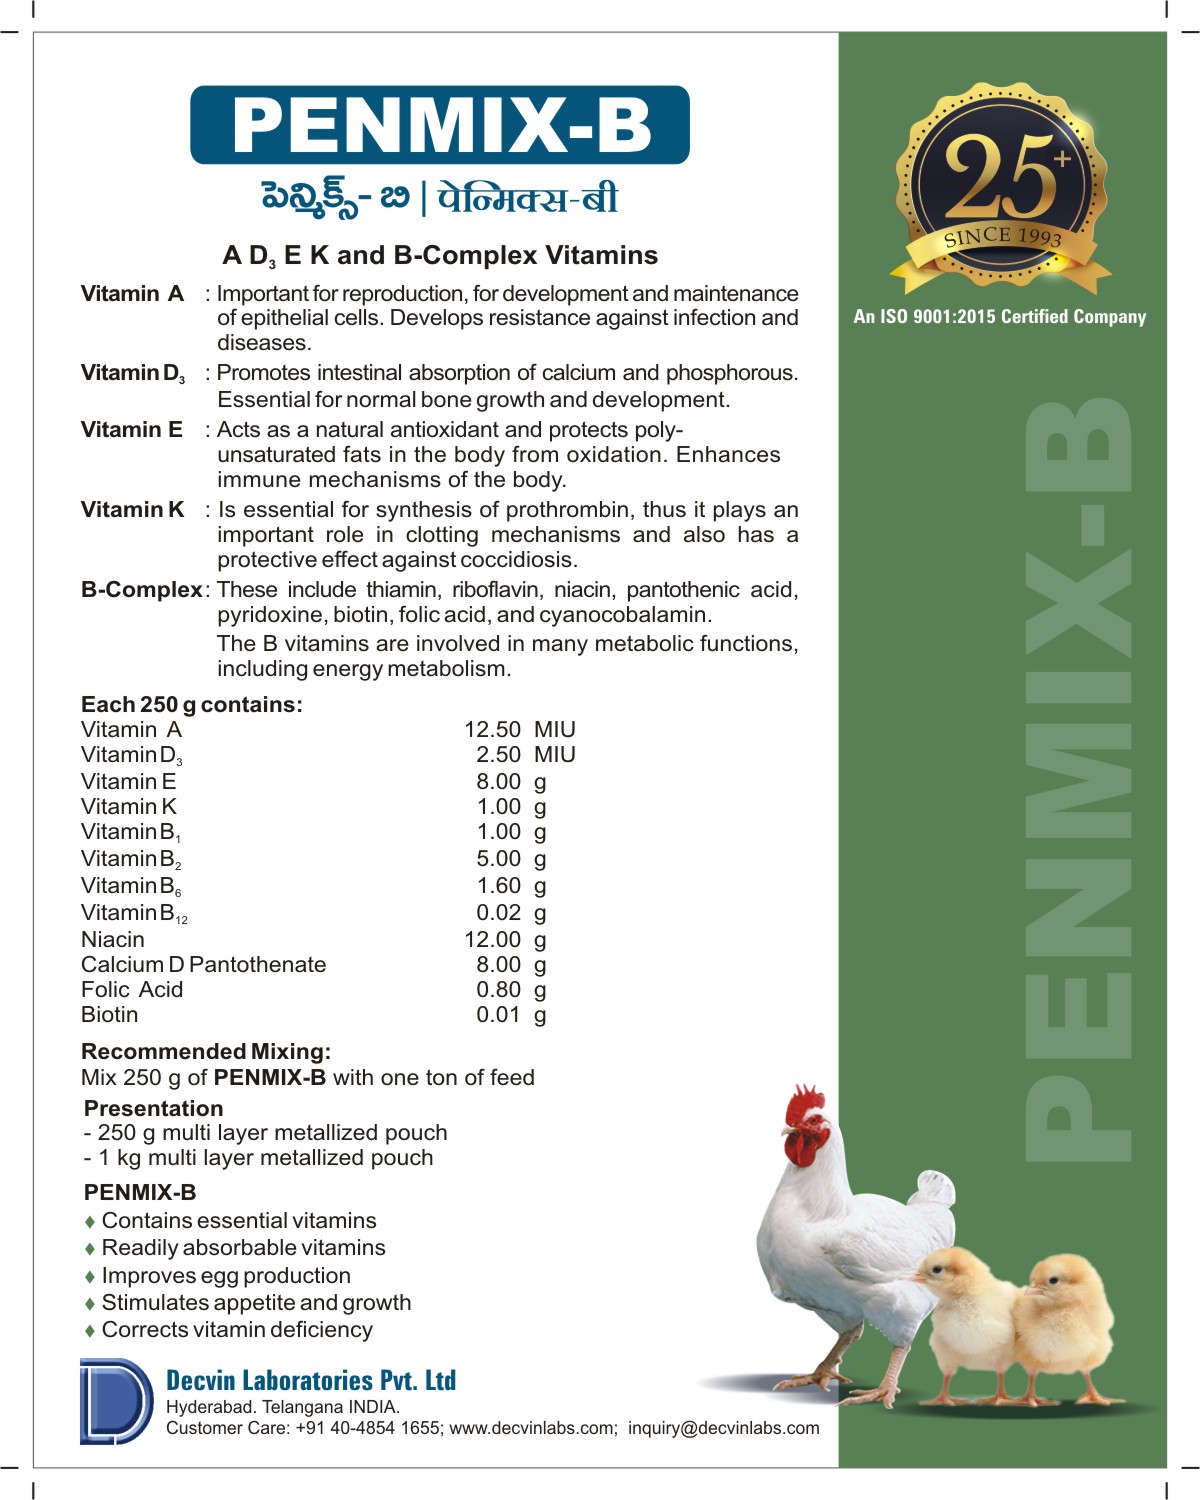 PENMIX-B
పెన్మిక్స్- బి | पेन्मिक्स-बी
A D3 E K and B-Complex Vitamins
Vitamin A : Important for reproduction, for development and maintenance
of epithelial cells. Develops resistance against infection and
diseases.
Vitamin D3 : Promotes intestinal absorption of calcium and phosphorous.
Essential for normal bone growth and development.
Vitamin E : Acts as a natural antioxidant and protects poly-
unsaturated fats in the body from oxidation. Enhances
immune mechanisms of the body.
Vitamin K : Is essential for synthesis of prothrombin, thus it plays an
important role in clotting mechanisms and also has a
protective effect against coccidiosis.
B-Complex : These include thiamin, riboflavin, niacin, pantothenic acid,
pyridoxine, biotin, folic acid, and cyanocobalamin.
The B vitamins are involved in many metabolic functions,
including energy metabolism.
Each 250 g contains:
Vitamin A 12.50 MIU
Vitamin D3 2.50 MIU
Vitamin E 8.00 g
Vitamin K 1.00 g
Vitamin B1 1.00 g
Vitamin B2 5.00 g
Vitamin B6 1.60 g
Vitamin B12 0.02 g
Niacin 12.00 g
Calcium D Pantothenate 8.00 g
Folic Acid 0.80 g
Biotin 0.01 g
Recommended Mixing:
Mix 250 g of PENMIX-B with one ton of feed
Presentation
- 250 g multi layer metallized pouch
- 1 kg multi layer metallized pouch
PENMIX-B
♦ Contains essential vitamins
♦ Readily absorbable vitamins
♦ Improves egg production
♦ Stimulates appetite and growth
♦ Corrects vitamin deficiency
Decvin Laboratories Pvt. Ltd
Hyderabad. Telangana INDIA.
Customer Care: +91 40-4854 1655; www.decvinlabs.com; inquiry@decvinlabs.com
25+
SINCE 1993
An ISO 9001:2015 Certified Company
PENMIX-B